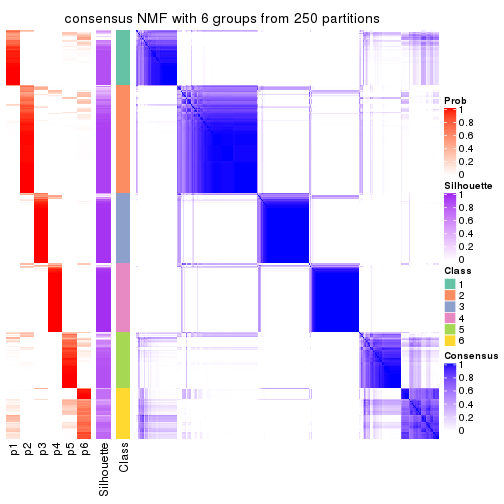 consensus NMF with 6 groups from 250 partitions
Prob
1
0.8
0.6
0.4
0.2
0
Silhouette
1
0.8
0.6
0.4
0.2
0
Class
1
2
3
4
5
6
Consensus
1
0.8
0.6
0.4
0.2
0
p1
p2
p3
p4
p5
p6
Silhouette
Class